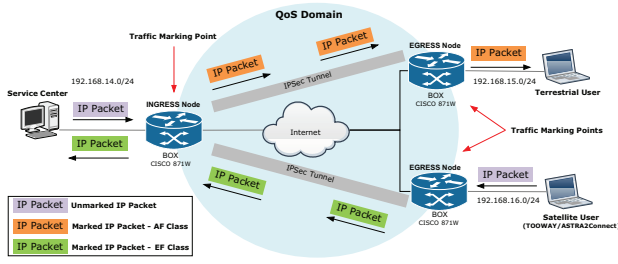 QoS Domain
Traffic Marking Point
EGRESS Node
IP Packet
IP Packet
IP Packet
192.168.14.0/24
IPSec Tunnel
192.168.15.0/24
Service Center
INGRESS Node
BOX
CISCO 871W
Terrestrial User
IP Packet
Internet
Traffic Marking Points
IP Packet
BOX
CISCO 871W
IPSec Tunnel
EGRESS Node
IP Packet
IP Packet
192.168.16.0/24
IP Packet
BOX
CISCO 871W
Satellite User
(TOOWAY/ASTRA2Connect)
IP Packet Unmarked IP Packet
IP Packet Marked IP Packet - AF Class
IP Packet Marked IP Packet - EF Class